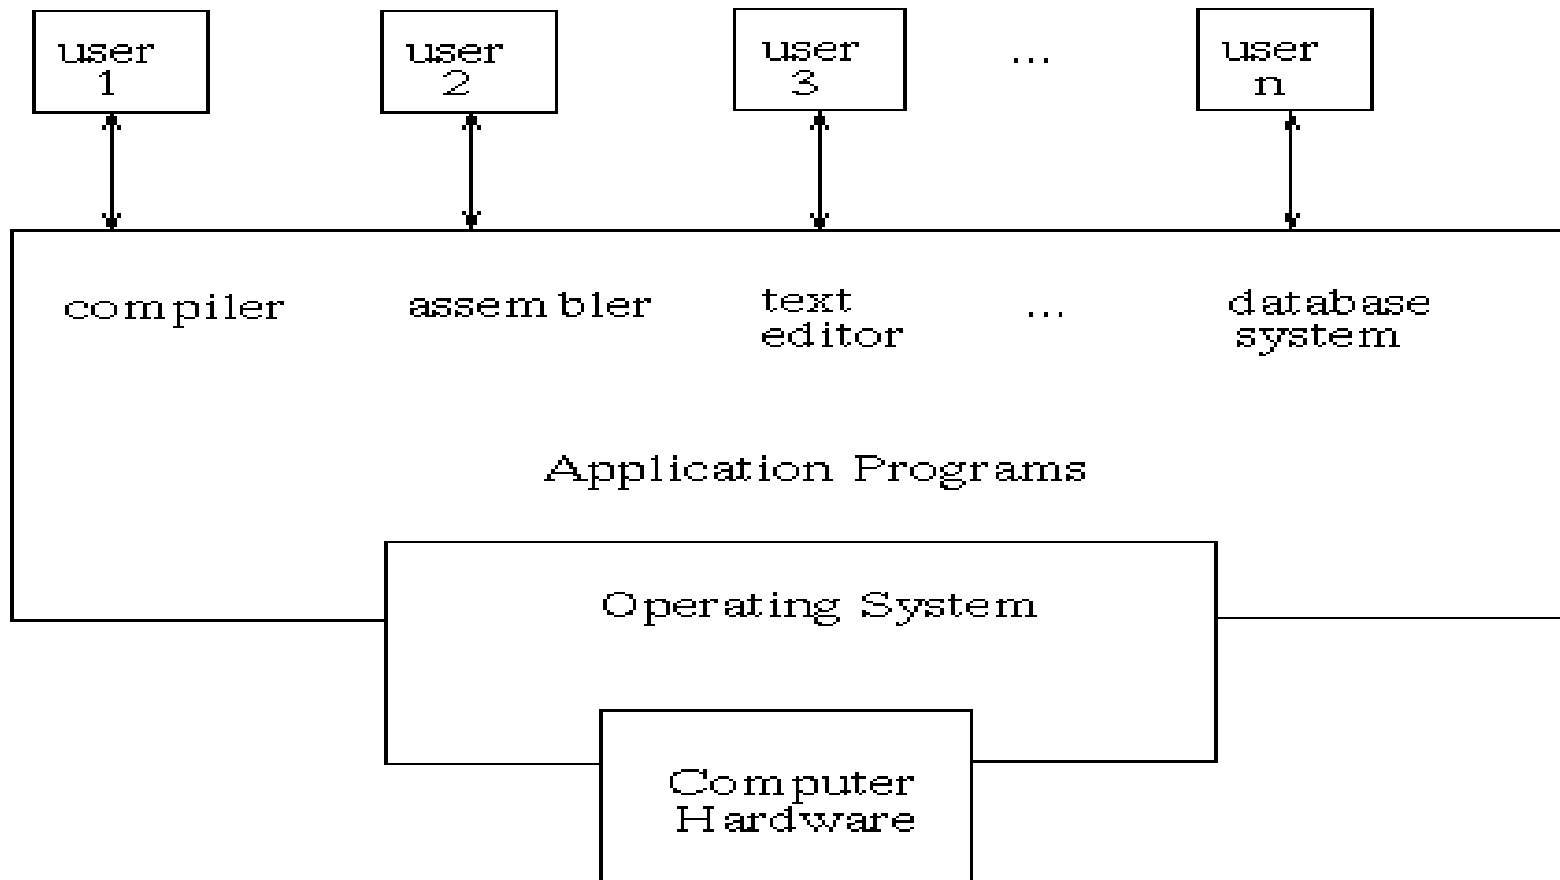 user
1
user
2
user
3
...
user
n
compiler
assembler
text
editor
...
database
system
Application Programs
Operating System
Computer
Hardware